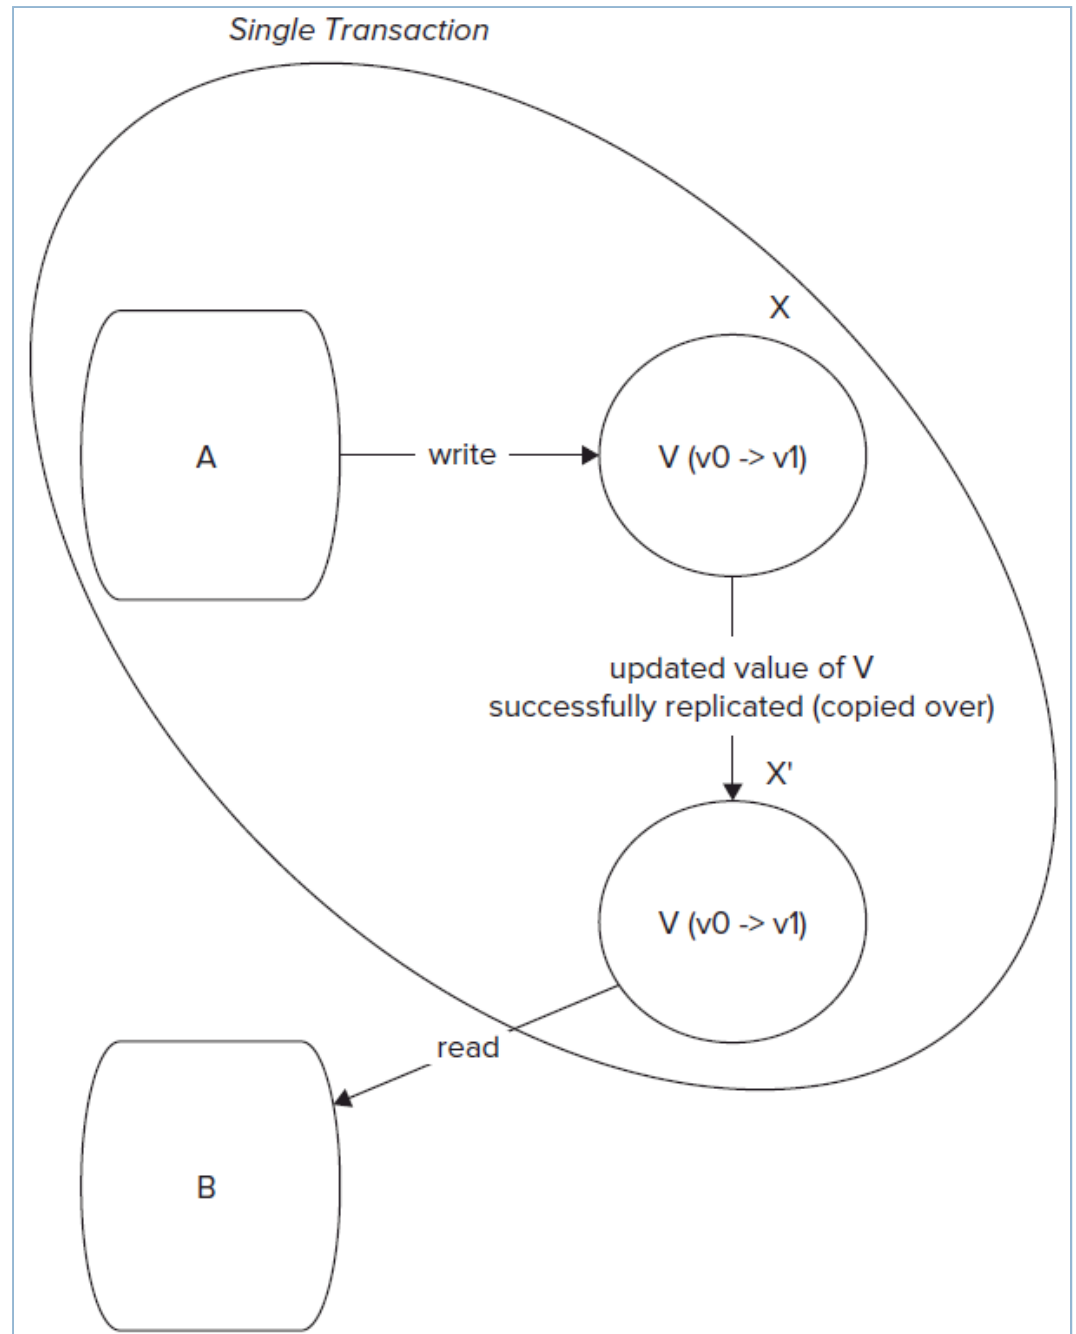 Single Transaction
X
A
write
V (v0 -> v1)
updated value of V
successfully replicated (copied over)
X'
V (v0 -> v1)
read
B